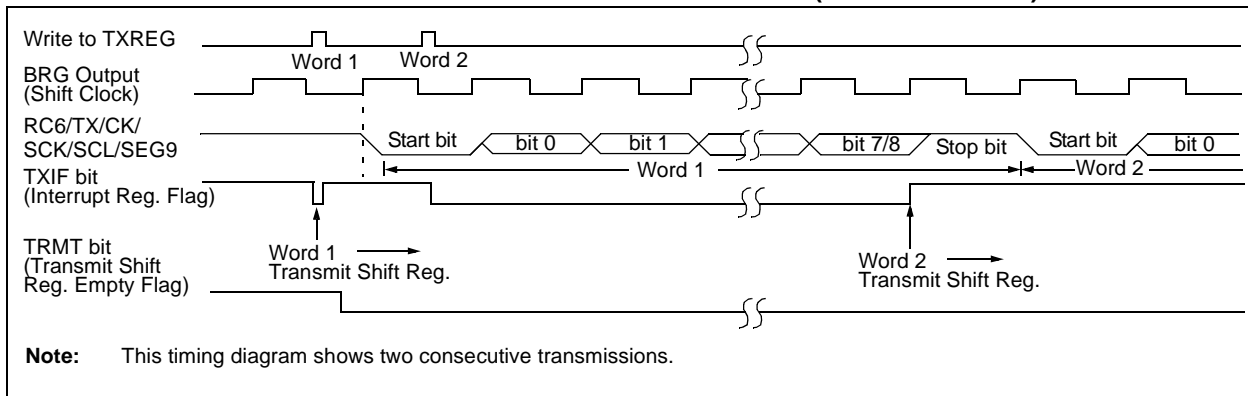 Write to TXREG
Word 1
Word 2
BRG Output
(Shift Clock)
RC6/TX/CK/
SCK/SCL/SEG9
Start bit
bit 0
bit 1
bit 7/8
Stop bit
Start bit
bit 0
Word 1
Word 2
TXIF bit
(Interrupt Reg. Flag)
TRMT bit
(Transmit Shift
Reg. Empty Flag)
Word 1
Transmit Shift Reg.
Word 2
Transmit Shift Reg.
Note: This timing diagram shows two consecutive transmissions.